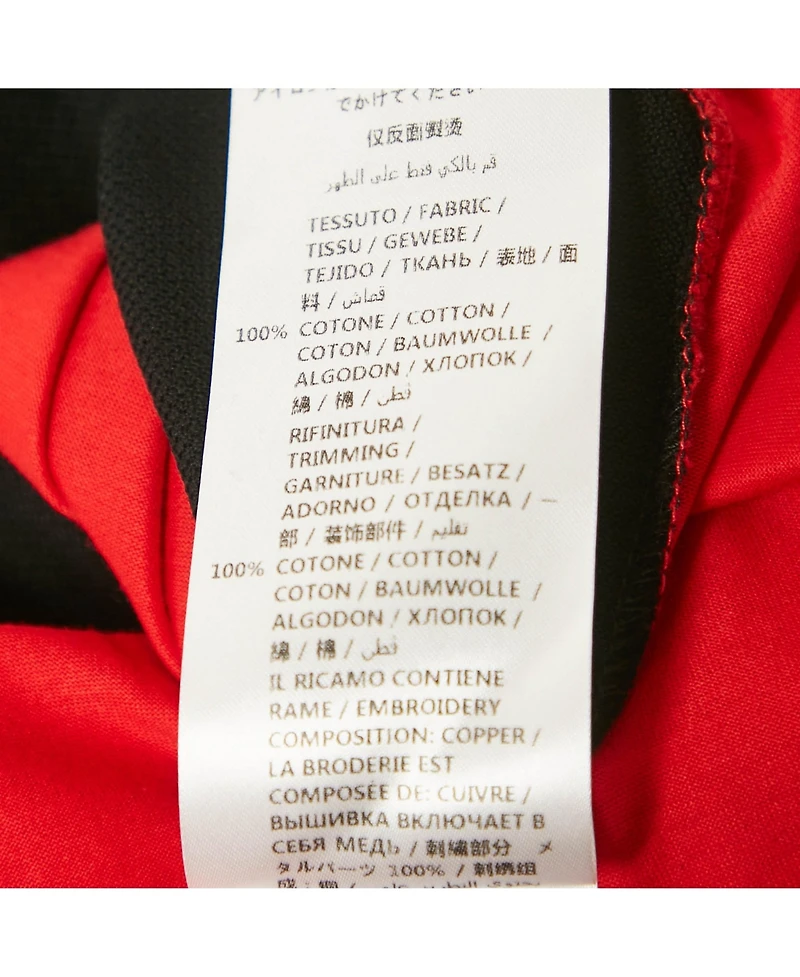 でかけてください
仅反面熨烫
قم بالكي فقط على الظهر
TESSUTO / FABRIC /
TISSU / GEWEBE /
TEJIDO / ТКАНЬ / 表地 / 面
料 / قماش
100% COTONE / COTTON /
COTON / BAUMWOLLE /
ALGODON / ХЛОПОК /
綿 / 棉 / قطن
RIFINITURA /
TRIMMING /
GARNITURE / BESATZ /
ADORNO / ОТДЕЛКА / 一
部 / 装饰部件 / تقليم
100% COTONE / COTTON /
COTON / BAUMWOLLE /
ALGODON / ХЛОПОК /
綿 / 棉 / قطن
IL RICAMO CONTIENE
RAME / EMBROIDERY
COMPOSITION: COPPER /
LA BRODERIE EST
COMPOSÉE DE: CUIVRE /
ВЫШИВКА ВКЛЮЧАЕТ В
СЕБЯ МЕДЬ / 刺繍部分 メ
タルパーツ 100% / 刺绣组